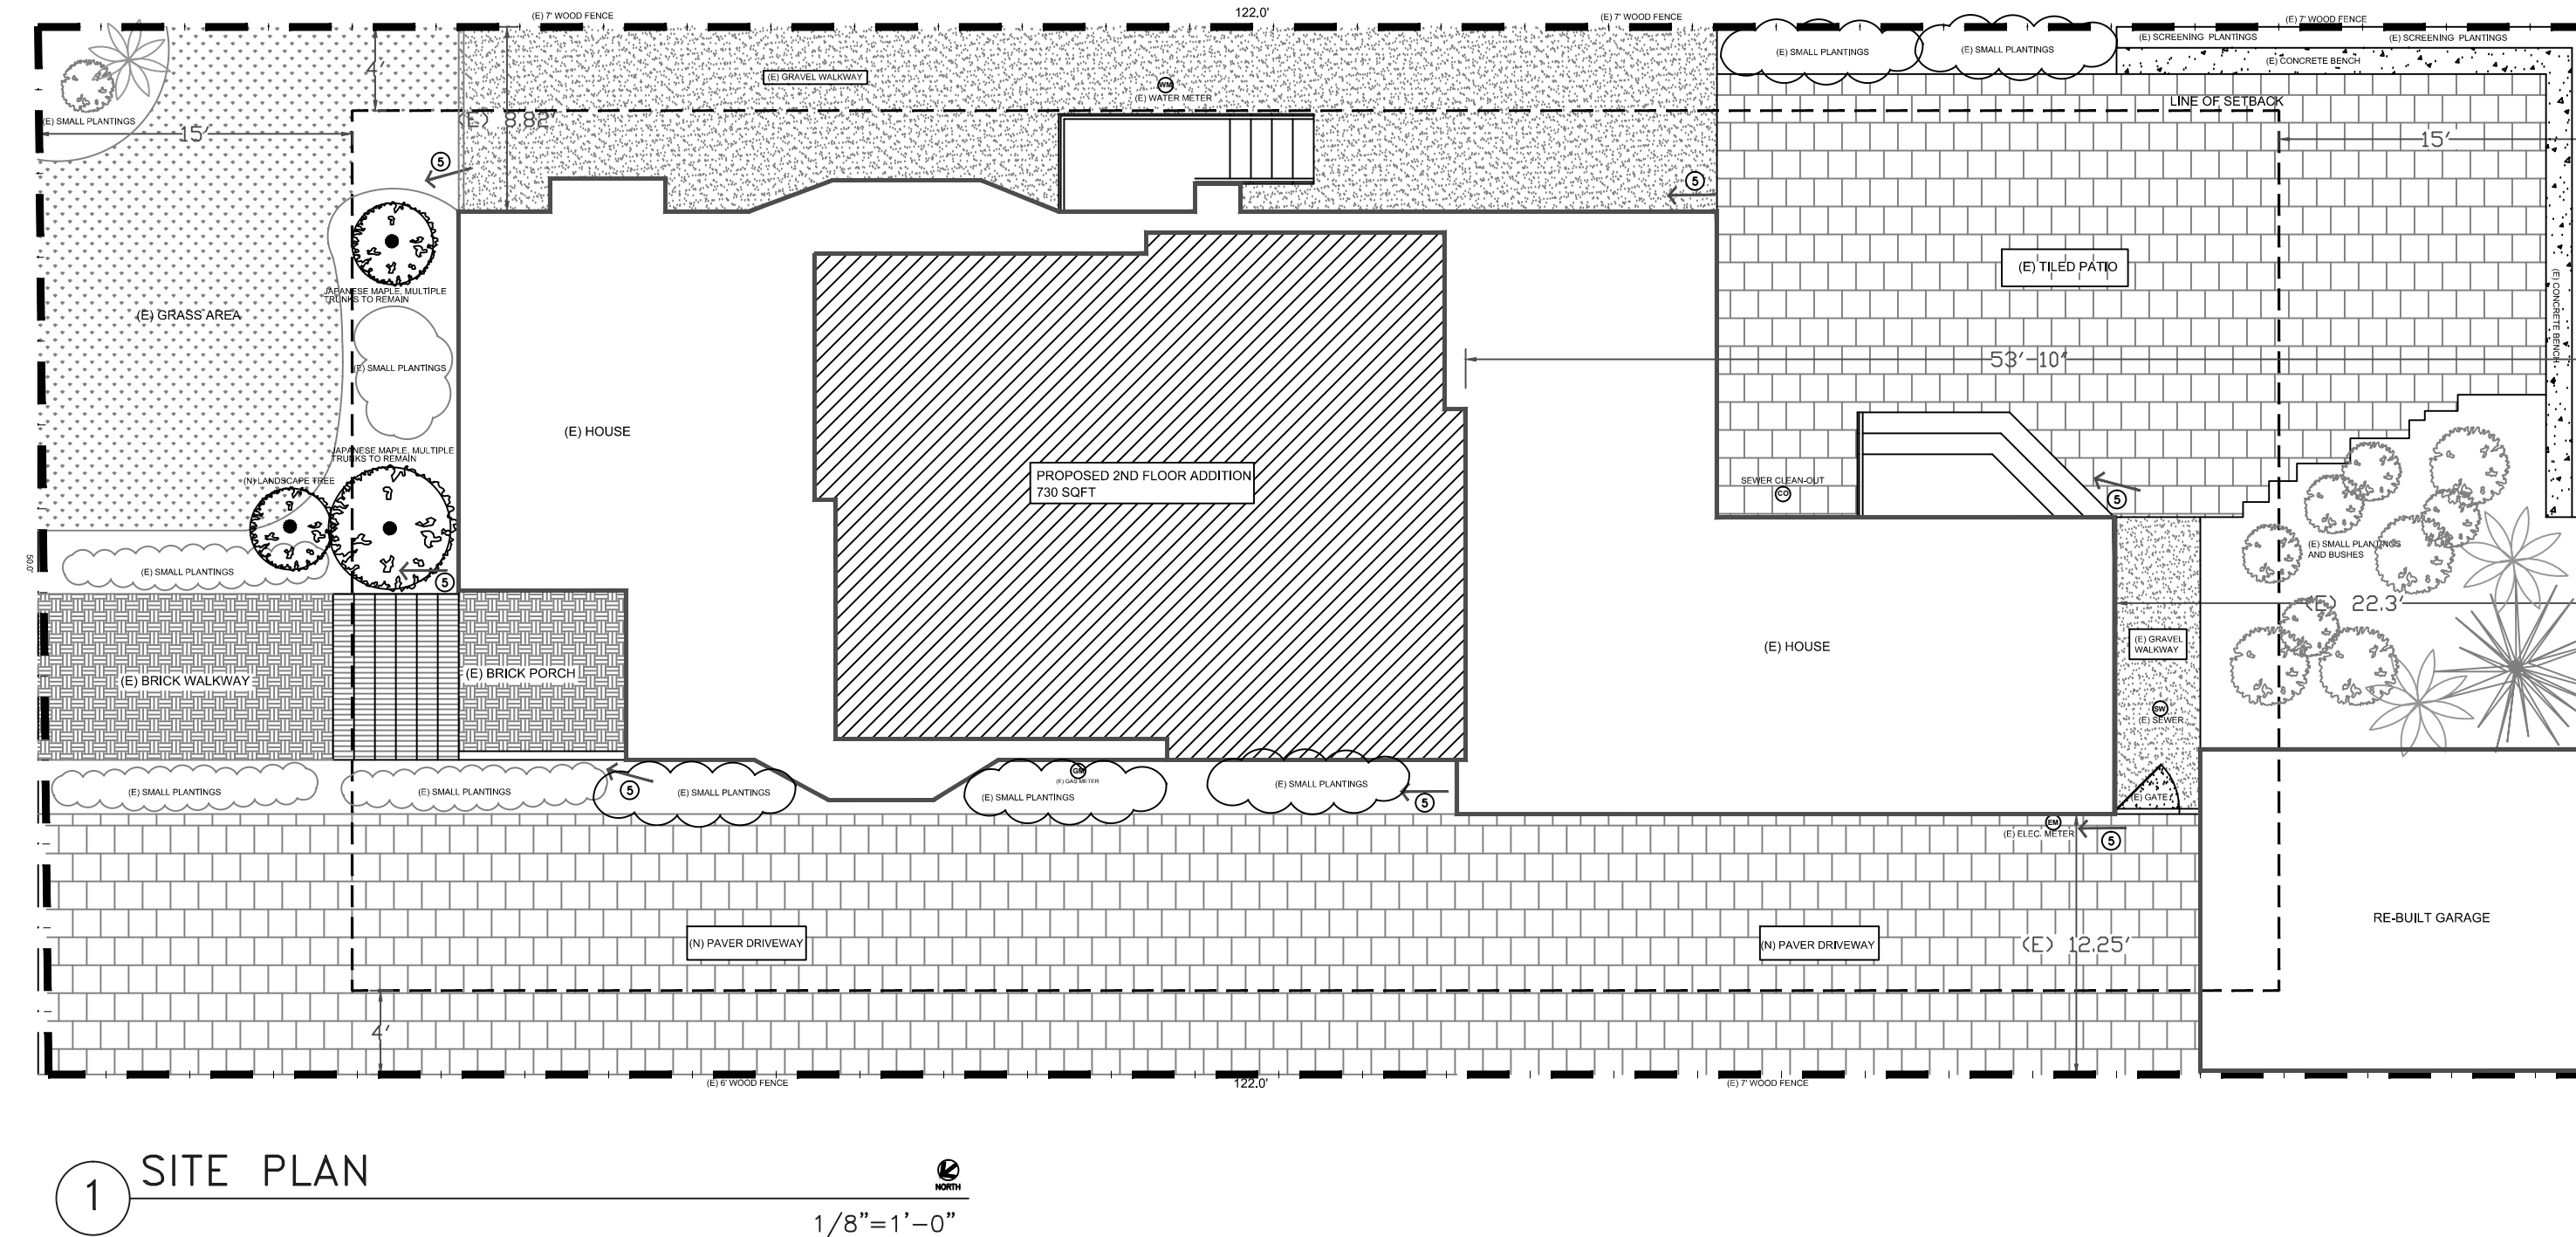 (E) 7' WOOD FENCE
122.0'
(E) 7' WOOD FENCE
(E) 7' WOOD FENCE
(E) SCREENING PLANTINGS
(E) SCREENING PLANTINGS
(E) SMALL PLANTINGS
(E) SMALL PLANTINGS
(E) CONCRETE BENCH
4'
(E) GRAVEL WALKWAY
WM
(E) WATER METER
LINE OF SETBACK
(E) SMALL PLANTINGS
15'
(E) 8.82'
15'
5
5
(E) TILED PATIO
JAPANESE MAPLE, MULTIPLE
TRUNKS TO REMAIN
(E) GRASS AREA
(E) CONCRETE BENCH
(E) SMALL PLANTINGS
53'-10"
(E) HOUSE
JAPANESE MAPLE, MULTIPLE
TRUNKS TO REMAIN
(N) LANDSCAPE TREE
PROPOSED 2ND FLOOR ADDITION
730 SQFT
SEWER CLEAN-OUT
CO
5
50.0'
(E) SMALL PLANTINGS
5
(E) SMALL PLANTINGS
AND BUSHES
(E) 22.3'
(E) HOUSE
(E) GRAVEL
WALKWAY
(E) BRICK WALKWAY
(E) BRICK PORCH
SW
(E) SEWER
(E) SMALL PLANTINGS
(E) SMALL PLANTINGS
5
(E) SMALL PLANTINGS
GM
(E) GAS METER
(E) SMALL PLANTINGS
(E) SMALL PLANTINGS
5
(E) GATE
EM
(E) ELEC. METER
5
(N) PAVER DRIVEWAY
(N) PAVER DRIVEWAY
(E) 12.25'
RE-BUILT GARAGE
4'
(E) 6' WOOD FENCE
122.0'
(E) 7' WOOD FENCE
1
SITE PLAN
NORTH
1/8"=1'-0"